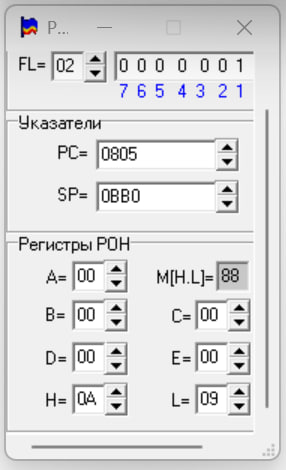 Р...
FL= 02 0 0 0 0 0 0 1
7 6 5 4 3 2 1
Указатели
PC= 0805
SP= 0BB0
Регистры РОН
A= 00 M[H.L]= 88
B= 00 C= 00
D= 00 E= 00
H= 0A L= 09